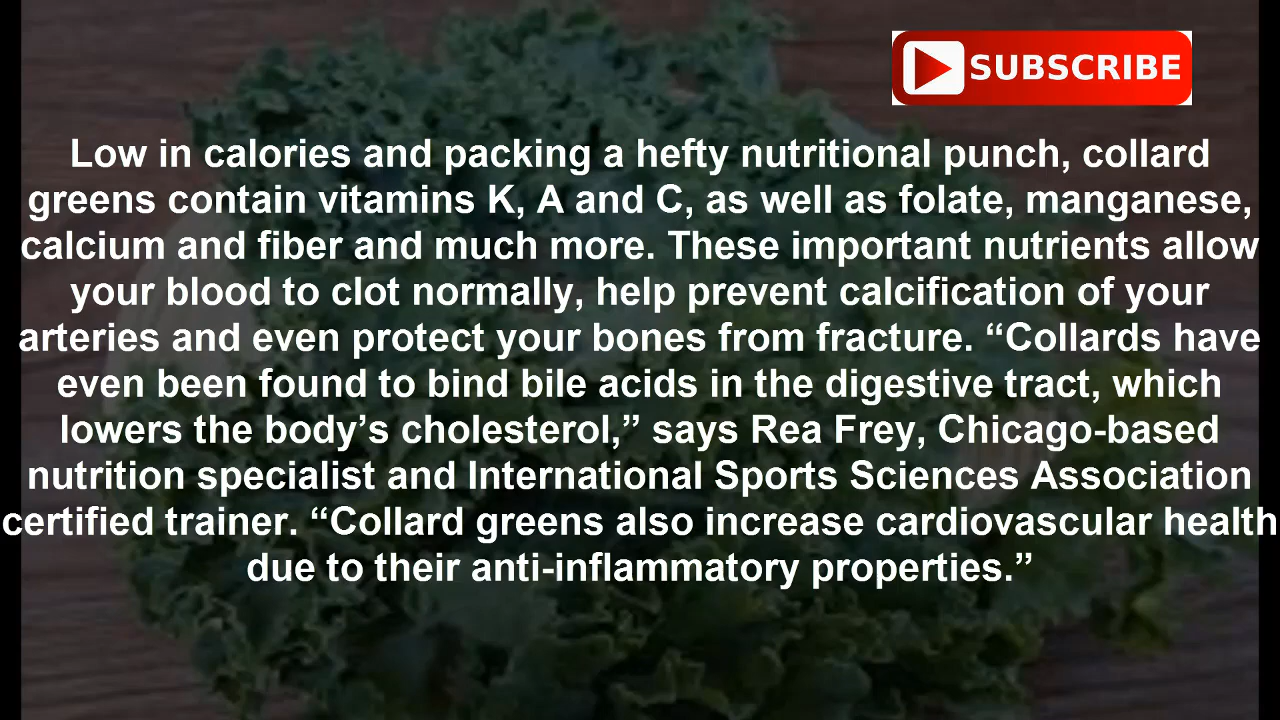 SUBSCRIBE
Low in calories and packing a hefty nutritional punch, collard
greens contain vitamins K, A and C, as well as folate, manganese,
calcium and fiber and much more. These important nutrients allow
your blood to clot normally, help prevent calcification of your
arteries and even protect your bones from fracture. “Collards have
even been found to bind bile acids in the digestive tract, which
lowers the body’s cholesterol,” says Rea Frey, Chicago-based
nutrition specialist and International Sports Sciences Association
certified trainer. “Collard greens also increase cardiovascular health
due to their anti-inflammatory properties.”